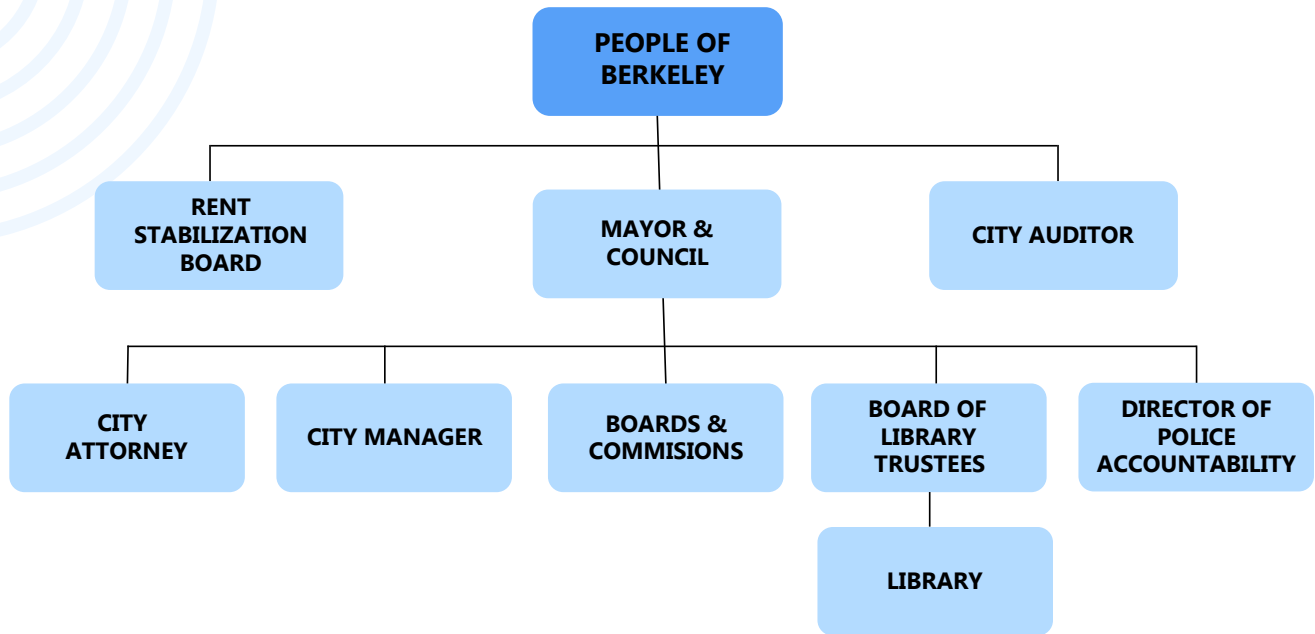 PEOPLE OF
BERKELEY
RENT
STABILIZATION
BOARD
MAYOR &
COUNCIL
CITY AUDITOR
CITY
ATTORNEY
CITY MANAGER
BOARDS &
COMMISIONS
BOARD OF
LIBRARY
TRUSTEES
DIRECTOR OF
POLICE
ACCOUNTABILITY
LIBRARY